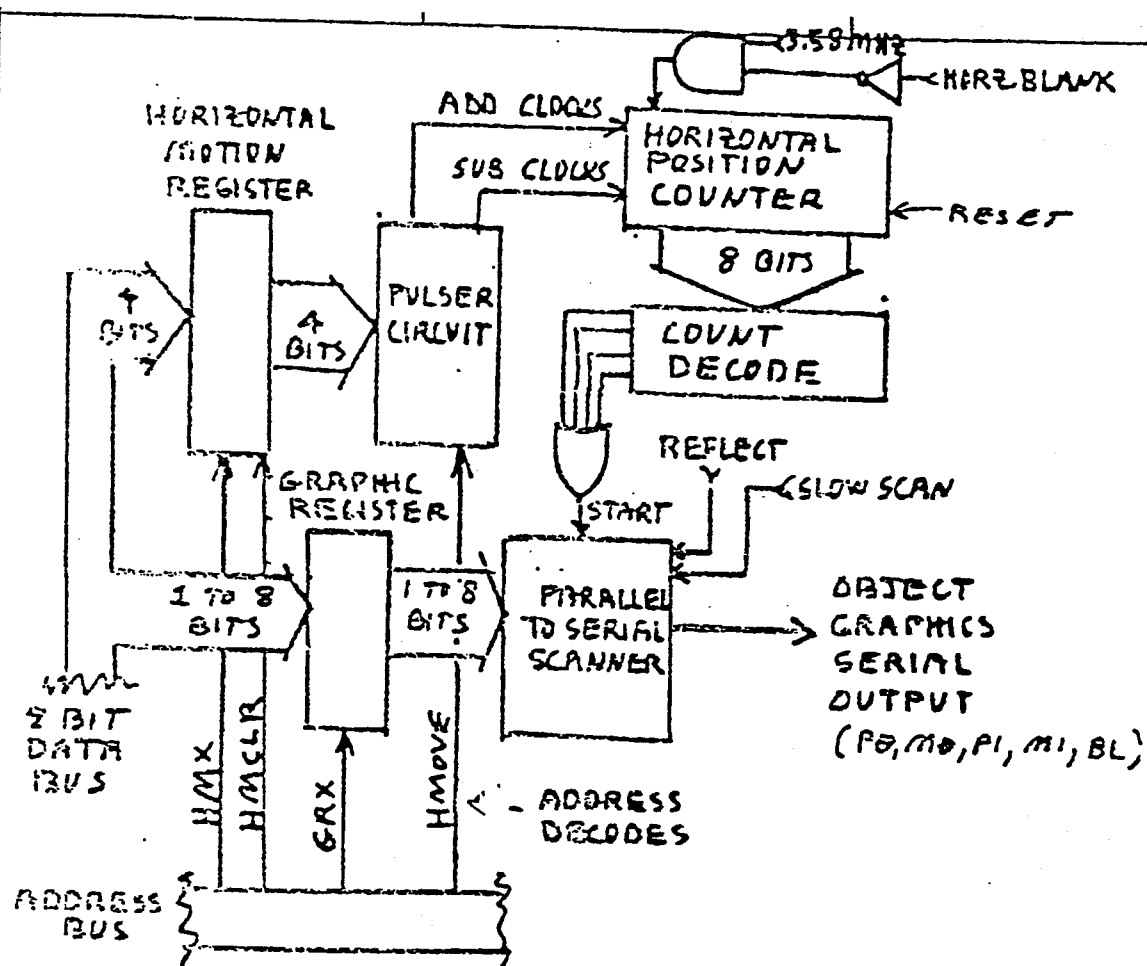 3.58 MHZ
HORZ BLANK
ADD CLOCKS
HORIZONTAL
MOTION
REGISTER
SUB CLOCKS
HORIZONTAL
POSITION
COUNTER
RESET
8 BITS
4
BITS
4
BITS
PULSER
CIRCUIT
COUNT
DECODE
REFLECT
SLOW SCAN
GRAPHIC
REGISTER
START
1 TO 8
BITS
1 TO 8
BITS
PARALLEL
TO SERIAL
SCANNER
OBJECT
GRAPHICS
SERIAL
OUTPUT
(P0, M0, P1, M1, BL)
8 BIT
DATA
BUS
HMX
HMCLR
GRX
HMOVE
ADDRESS
DECODES
ADDRESS
BUS